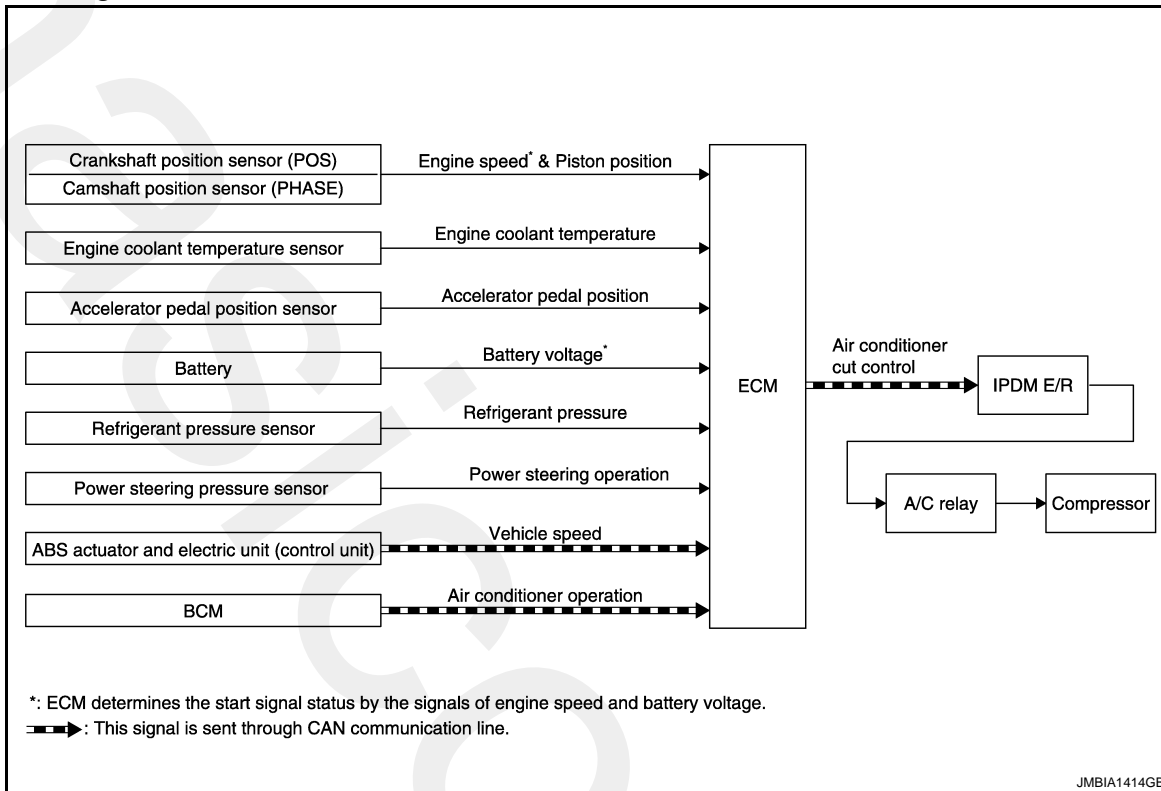 Crankshaft position sensor (POS)
Camshaft position sensor (PHASE)
Engine speed* & Piston position
Engine coolant temperature sensor
Engine coolant temperature
Accelerator pedal position sensor
Accelerator pedal position
Battery
Battery voltage*
Refrigerant pressure sensor
Refrigerant pressure
Power steering pressure sensor
Power steering operation
ABS actuator and electric unit (control unit)
Vehicle speed
BCM
Air conditioner operation
ECM
Air conditioner
cut control
IPDM E/R
A/C relay
Compressor
*: ECM determines the start signal status by the signals of engine speed and battery voltage.
: This signal is sent through CAN communication line.
JMBIA1414GB